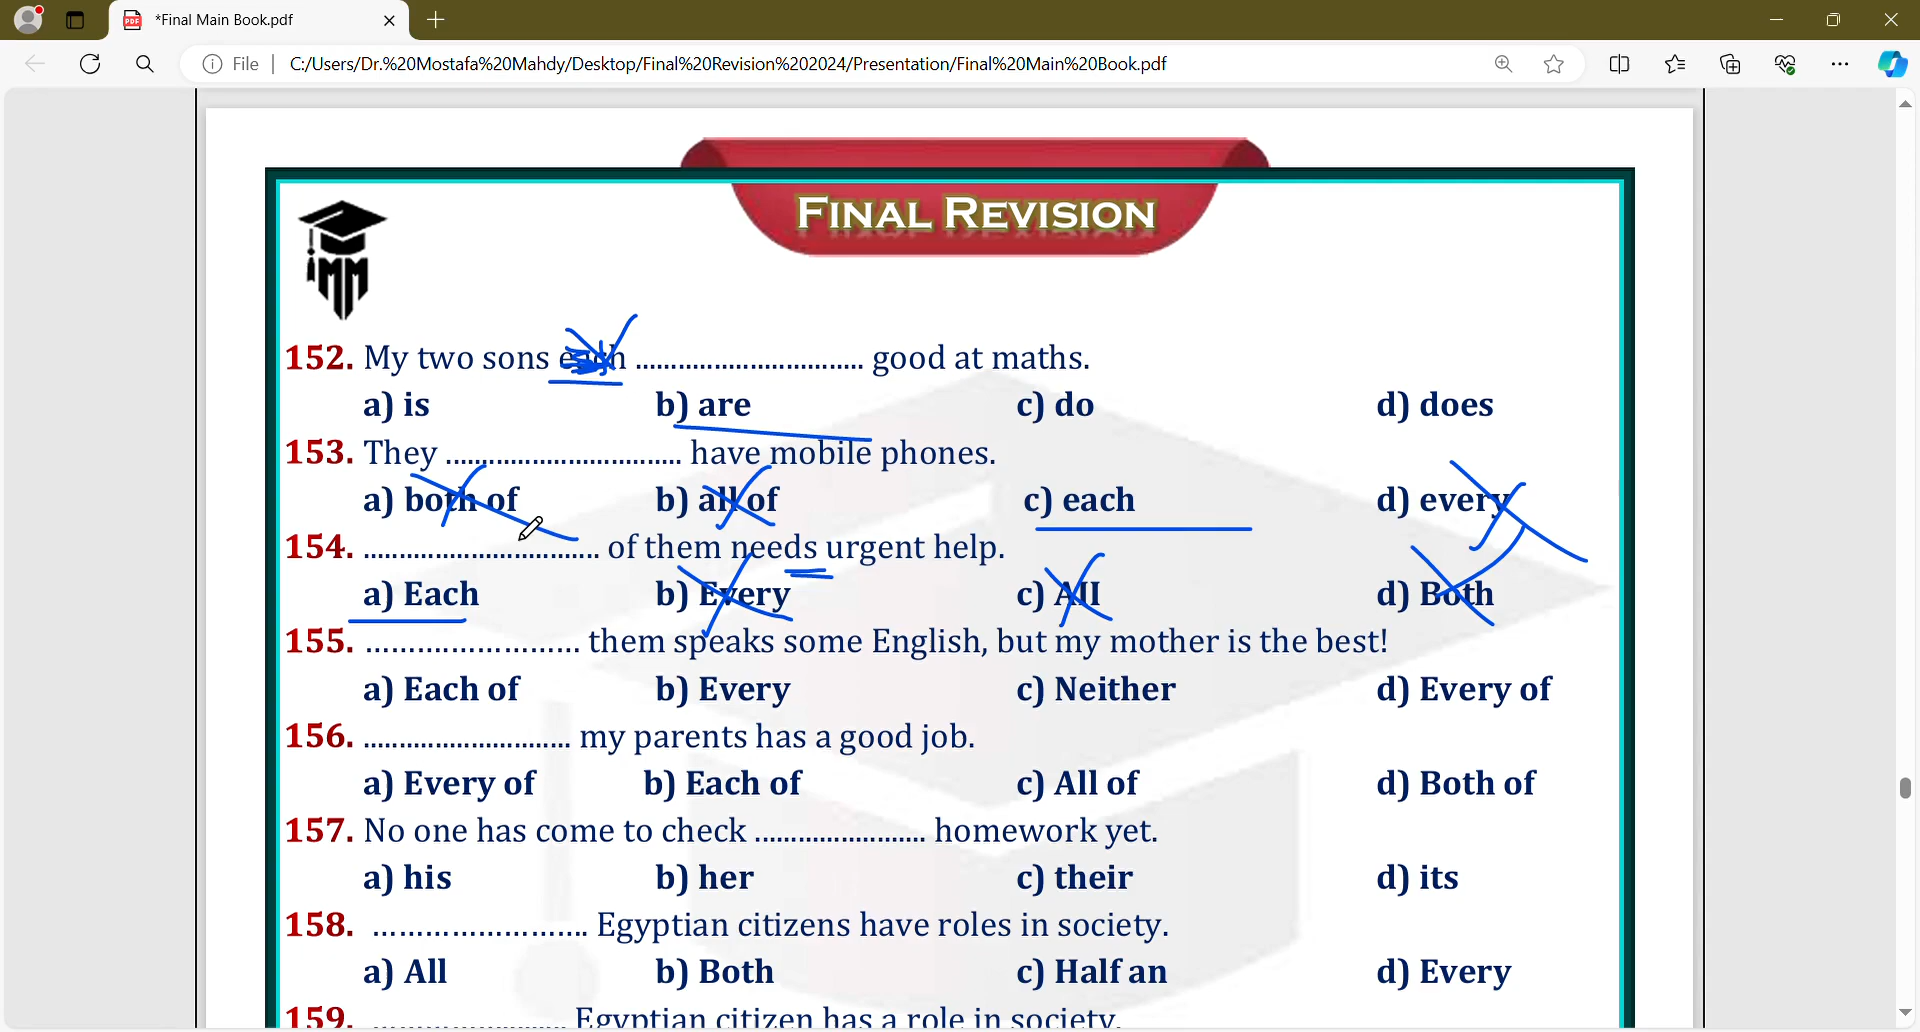 *Final Main Book.pdf
File
C:/Users/Dr.%20Mostafa%20Mahdy/Desktop/Final%20Revision%202024/Presentation/Final%20Main%20Book.pdf
FINAL REVISION
MM
152. My two sons each ................................ good at maths.
a) is b) are c) do d) does
153. They ................................. have mobile phones.
a) both of b) all of c) each d) every
154. ................................. of them needs urgent help.
a) Each b) Every c) All d) Both
155. ........................ them speaks some English, but my mother is the best!
a) Each of b) Every c) Neither d) Every of
156. ............................. my parents has a good job.
a) Every of b) Each of c) All of d) Both of
157. No one has come to check ........................ homework yet.
a) his b) her c) their d) its
158. ........................ Egyptian citizens have roles in society.
a) All b) Both c) Half an d) Every
159. ........................... Egyptian citizen has a role in society.